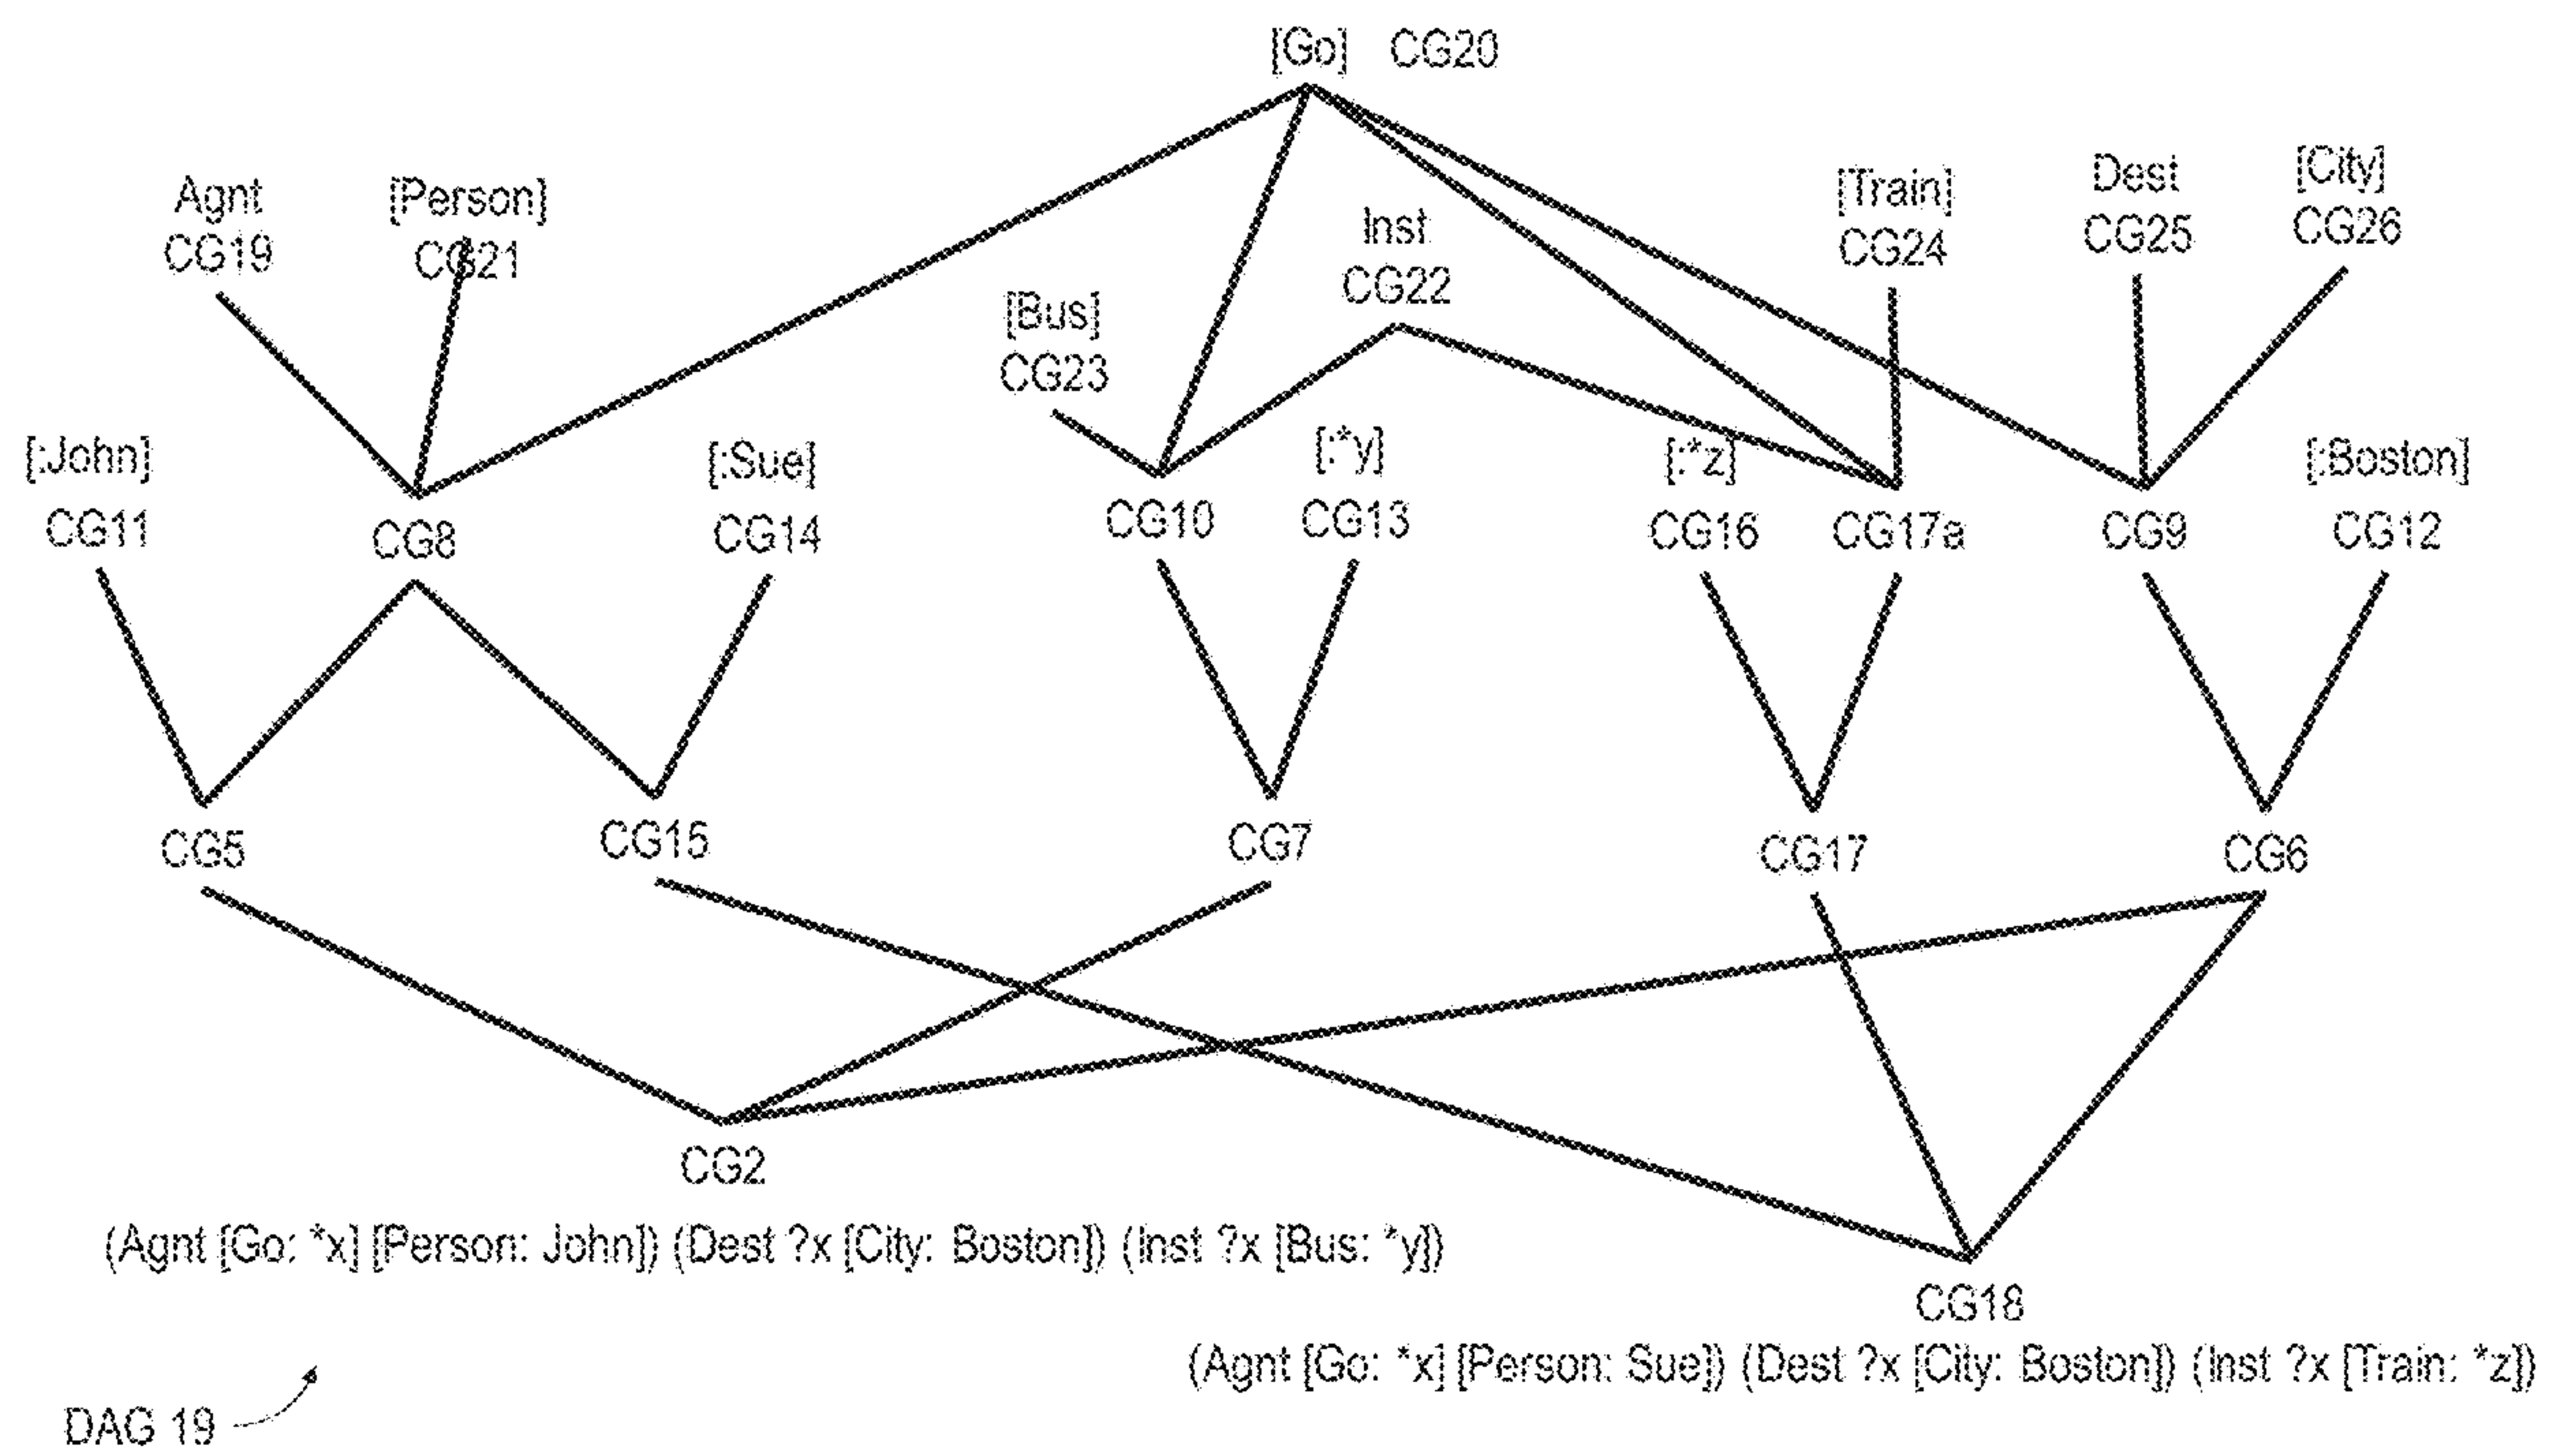 [Go] CG20
Agnt
CG19
[Person]
CG21
Inst
CG22
[Train]
CG24
Dest
CG25
[City]
CG26
[Bus]
CG23
[:John]
CG11
CG8
[:Sue]
CG14
CG10
[:*y]
CG13
[:*z]
CG16
CG17a
CG9
[:Boston]
CG12
CG5
CG15
CG7
CG17
CG6
CG2
(Agnt [Go: *x] [Person: John]) (Dest ?x [City: Boston]) (Inst ?x [Bus: *y])
CG18
(Agnt [Go: *x] [Person: Sue]) (Dest ?x [City: Boston]) (Inst ?x [Train: *z])
DAG 19